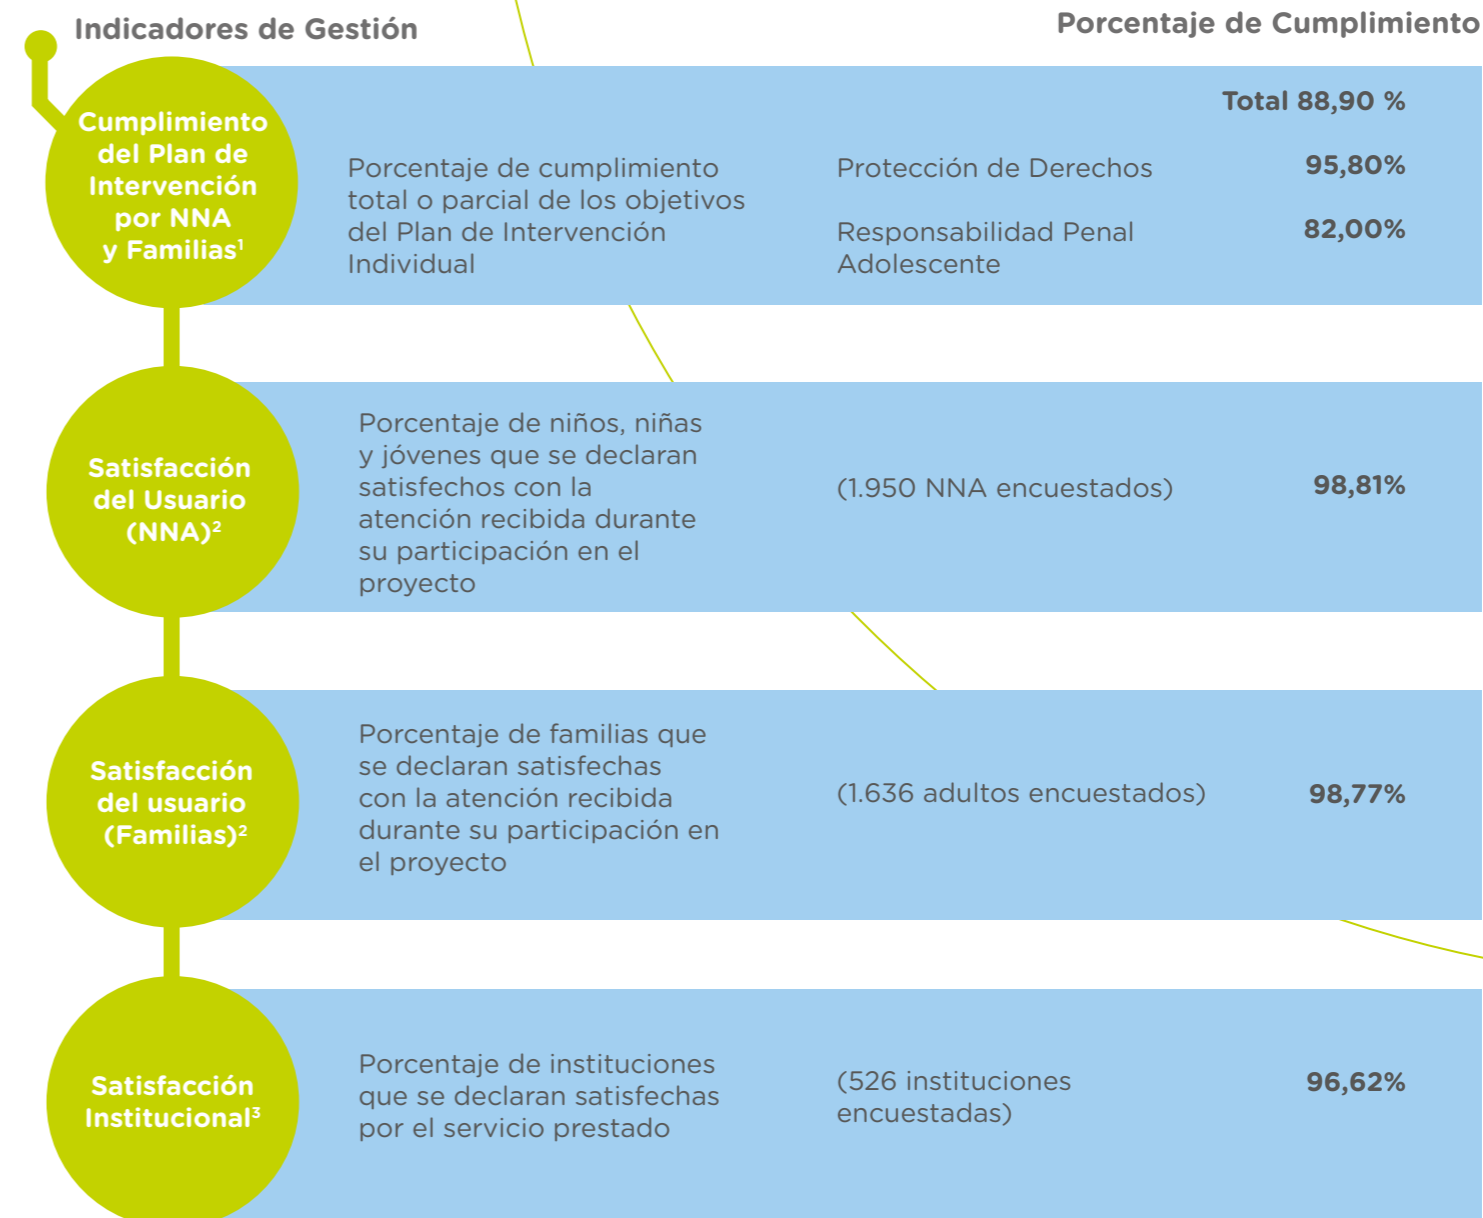 Indicadores de Gestión
Porcentaje de Cumplimiento
Cumplimiento
del Plan de
Intervención
por NNA
y Familias¹
Porcentaje de cumplimiento
total o parcial de los objetivos
del Plan de Intervención
Individual
Total 88,90 %
Protección de Derechos
95,80%
Responsabilidad Penal
Adolescente
82,00%
Satisfacción
del Usuario
(NNA)²
Porcentaje de niños, niñas
y jóvenes que se declaran
satisfechos con la
atención recibida durante
su participación en el
proyecto
(1.950 NNA encuestados)
98,81%
Satisfacción
del usuario
(Familias)²
Porcentaje de familias que
se declaran satisfechas
con la atención recibida
durante su participación en
el proyecto
(1.636 adultos encuestados)
98,77%
Satisfacción
Institucional³
Porcentaje de instituciones
que se declaran satisfechas
por el servicio prestado
(526 instituciones
encuestadas)
96,62%